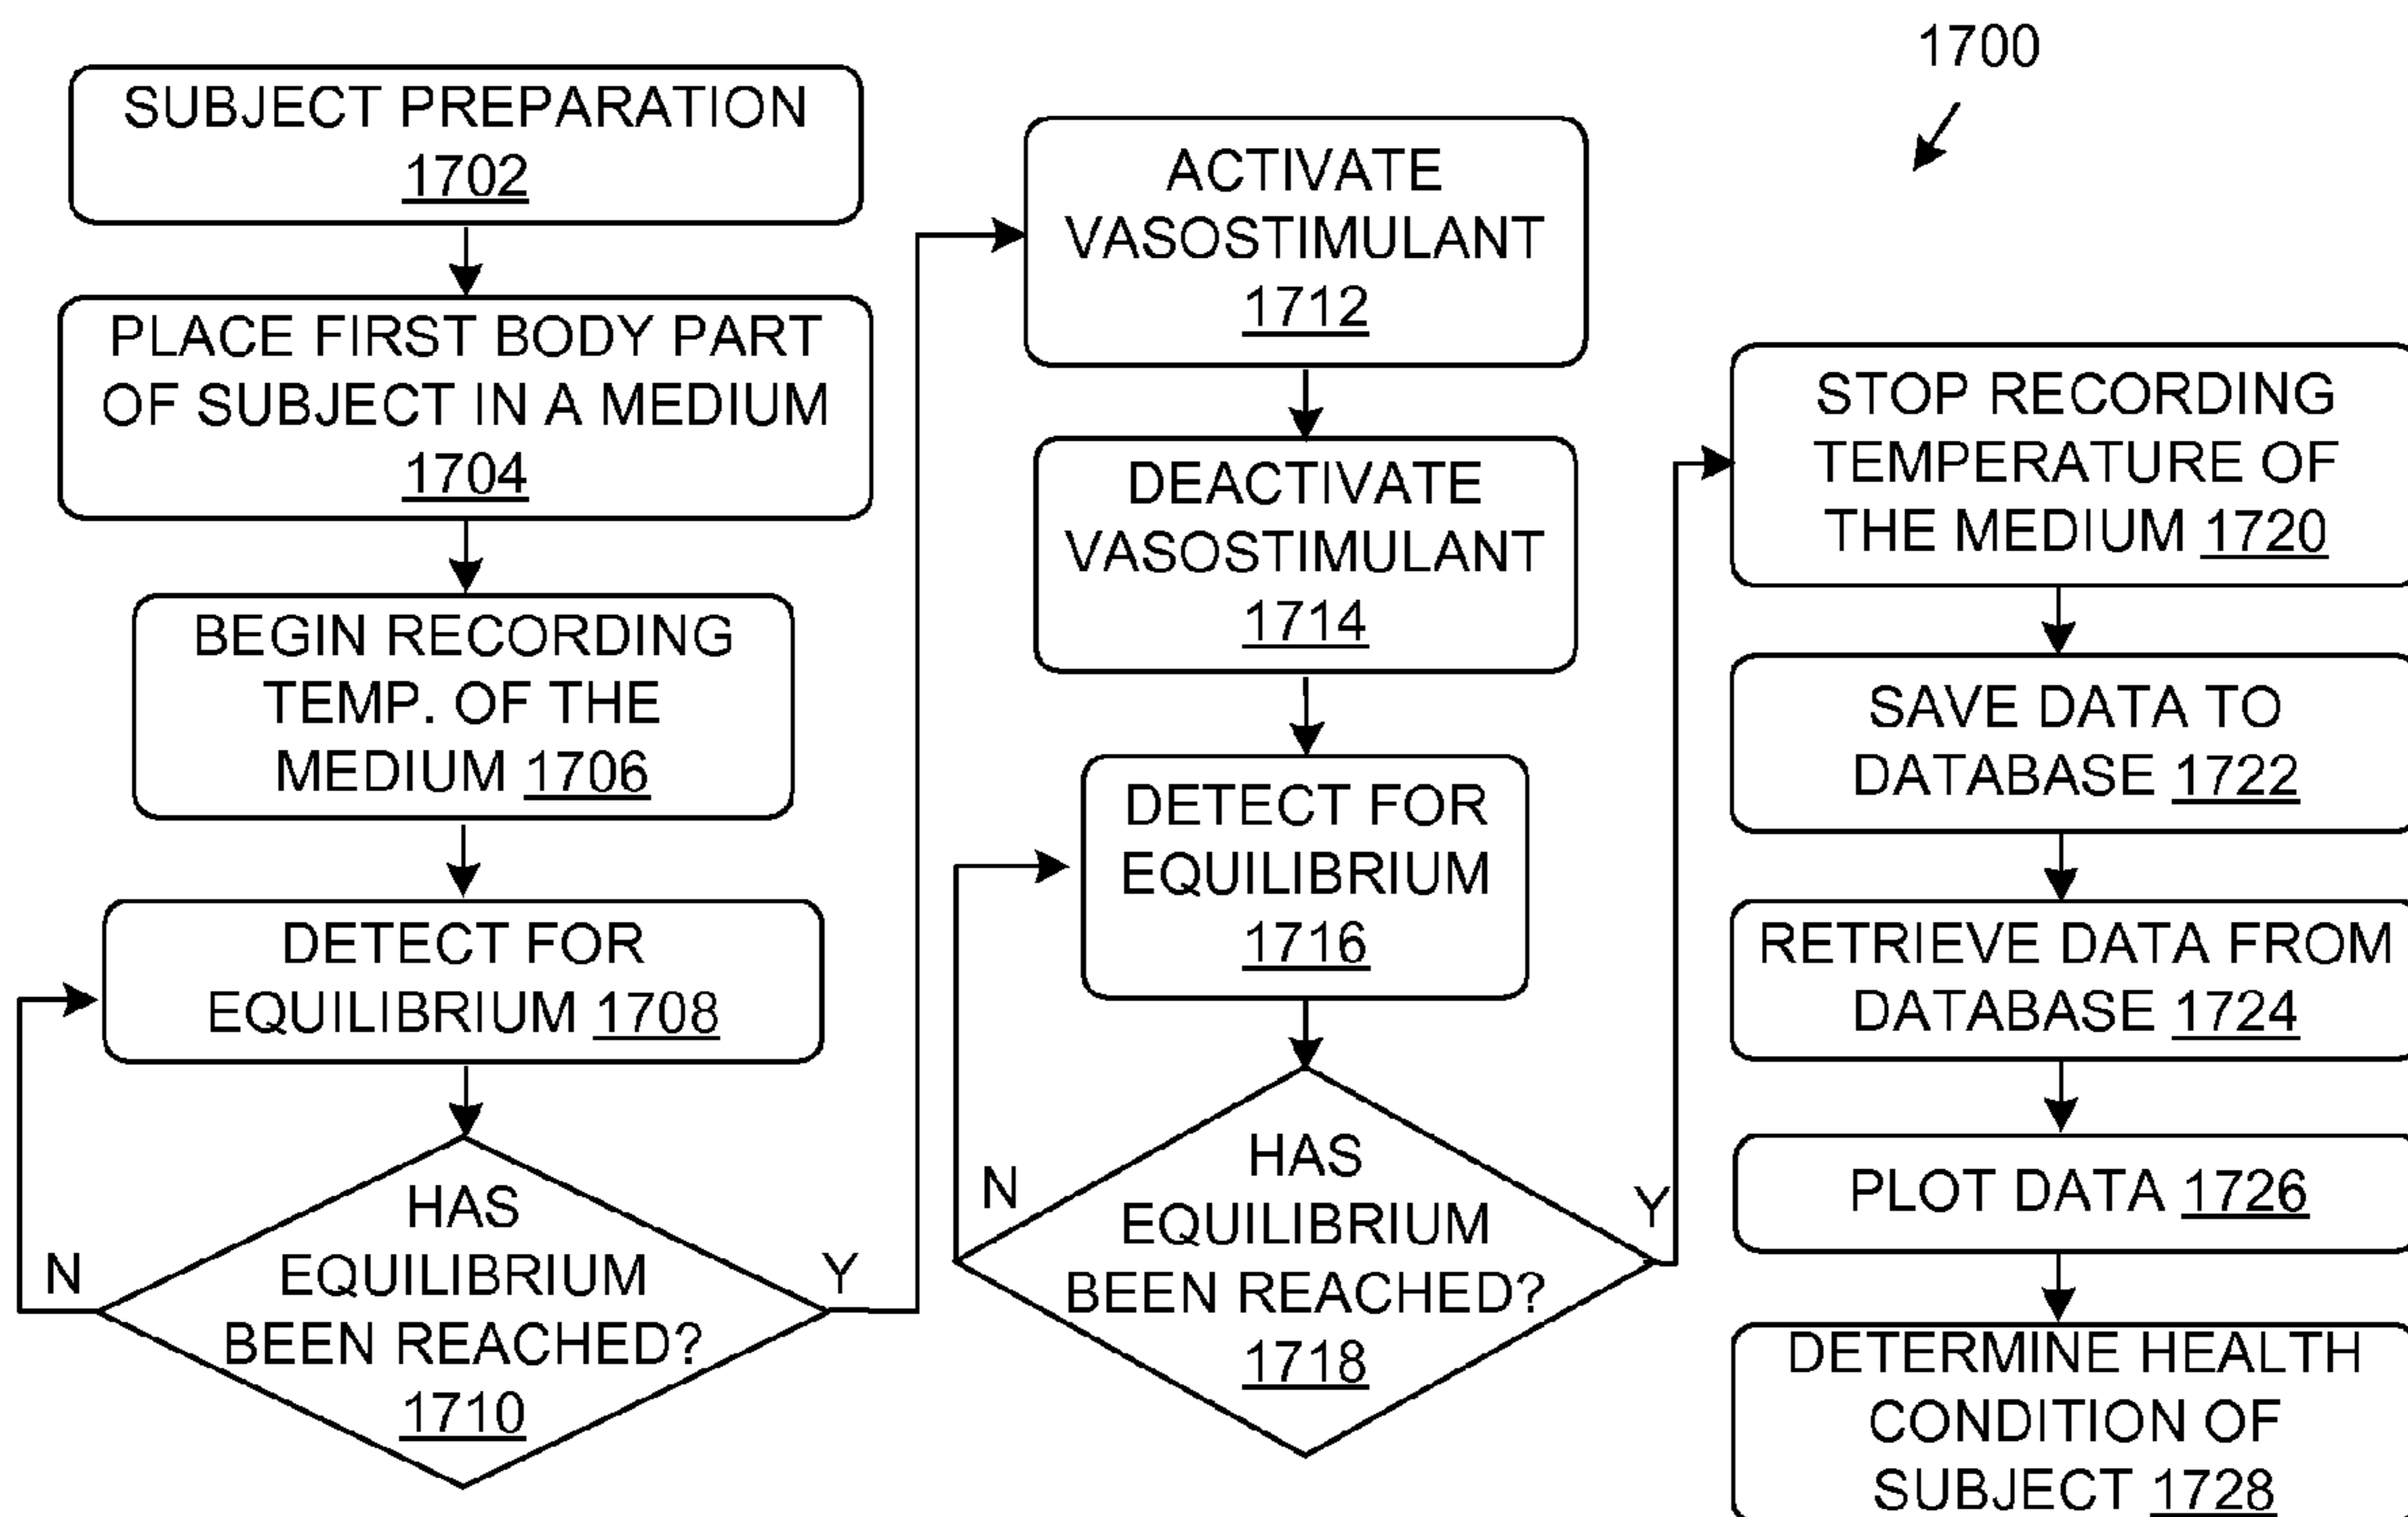 1700
SUBJECT PREPARATION
1702
PLACE FIRST BODY PART
OF SUBJECT IN A MEDIUM
1704
BEGIN RECORDING
TEMP. OF THE
MEDIUM 1706
DETECT FOR
EQUILIBRIUM 1708
HAS
EQUILIBRIUM
BEEN REACHED?
1710
N
Y
ACTIVATE
VASOSTIMULANT
1712
DEACTIVATE
VASOSTIMULANT
1714
DETECT FOR
EQUILIBRIUM
1716
HAS
EQUILIBRIUM
BEEN REACHED?
1718
N
Y
STOP RECORDING
TEMPERATURE OF
THE MEDIUM 1720
SAVE DATA TO
DATABASE 1722
RETRIEVE DATA FROM
DATABASE 1724
PLOT DATA 1726
DETERMINE HEALTH
CONDITION OF
SUBJECT 1728